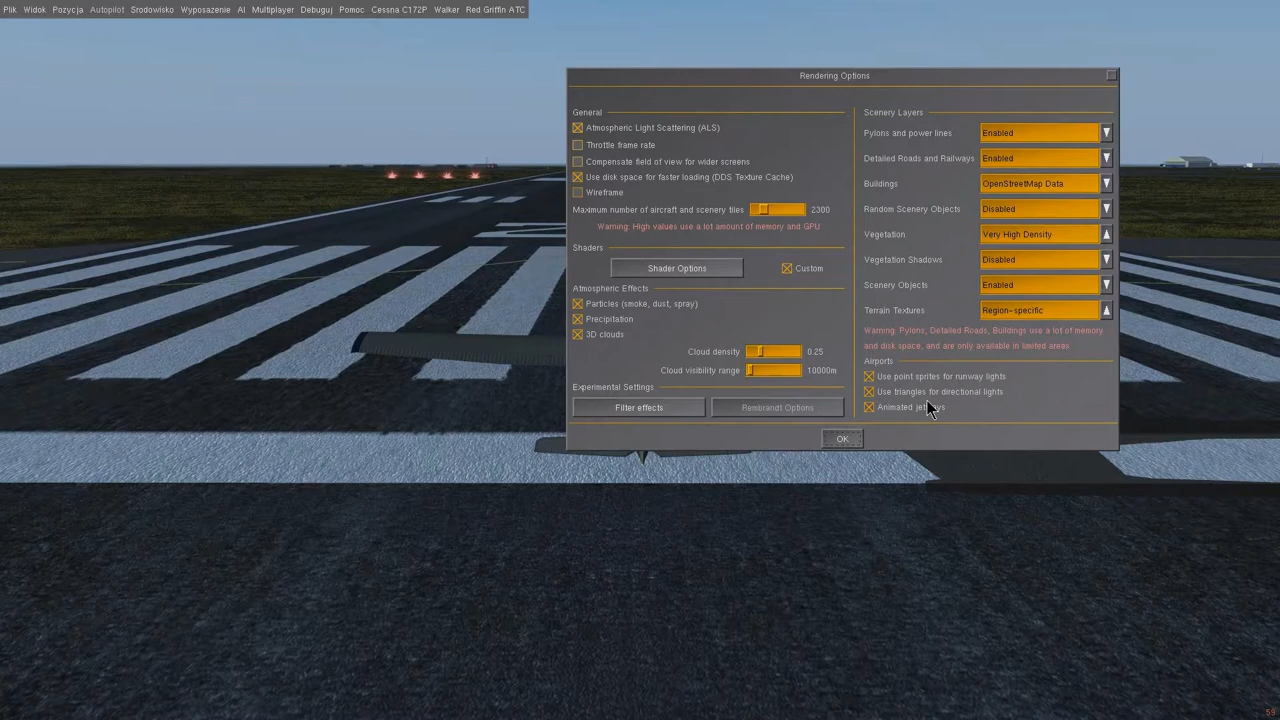 Plik Widok Pozycja Autopilot Środowisko Wyposażenie AI Multiplayer Debuguj Pomoc Cessna C172P Walker Red Griffin ATC
Rendering Options
General
Atmospheric Light Scattering (ALS)
Throttle frame rate
Compensate field of view for wider screens
Use disk space for faster loading (DDS Texture Cache)
Wireframe
Maximum number of aircraft and scenery tiles 2300
Warning: High values use a lot amount of memory and GPU
Shaders
Shader Options Custom
Atmospheric Effects
Particles (smoke, dust, spray)
Precipitation
3D clouds
Cloud density 0.25
Cloud visibility range 10000m
Experimental Settings
Filter effects Rembrandt Options
Scenery Layers
Pylons and power lines Enabled
Detailed Roads and Railways Enabled
Buildings OpenStreetMap Data
Random Scenery Objects Disabled
Vegetation Very High Density
Vegetation Shadows Disabled
Scenery Objects Enabled
Terrain Textures Region-specific
Warning: Pylons, Detailed Roads, Buildings use a lot of memory
and disk space, and are only available in limited areas.
Airports
Use point sprites for runway lights
Use triangles for directional lights
Animated
OK